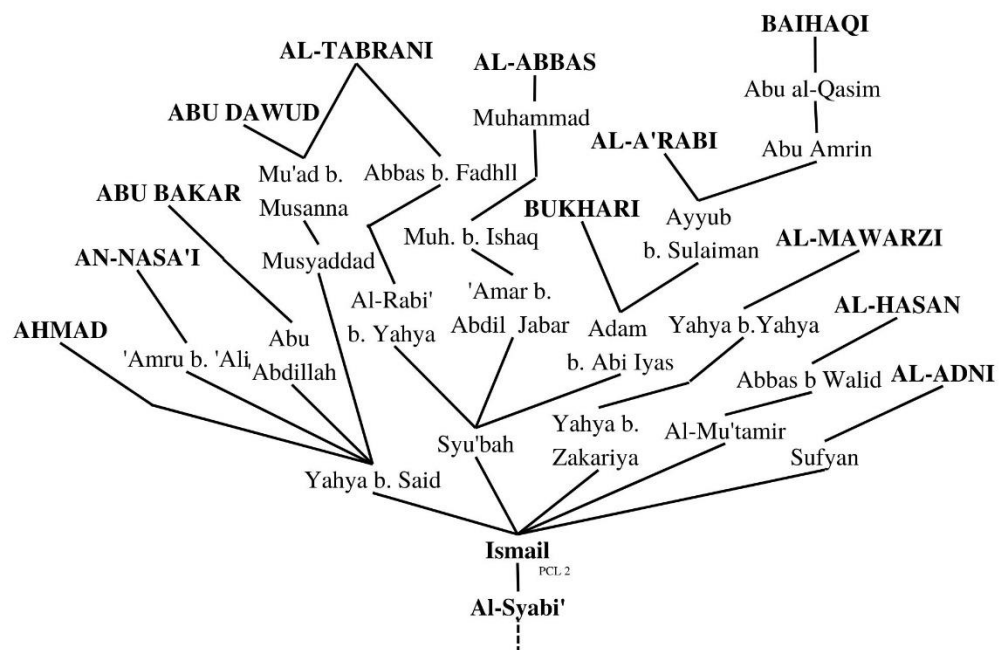 BAIHAQI
AL-TABRANI
AL-ABBAS
Abu al-Qasim
ABU DAWUD
Muhammad
AL-A'RABI
Abu Amrin
Mu'ad b.
Musanna
Abbas b. Fadhll
ABU BAKAR
BUKHARI
Ayyub
b. Sulaiman
Muh. b. Ishaq
AL-MAWARZI
AN-NASA'I
Musyaddad
Al-Rabi'
b. Yahya
'Amar b.
Abdil Jabar
AL-HASAN
AHMAD
Abu
Abdillah
Adam
b. Abi Iyas
Yahya b.Yahya
'Amru b. 'Ali
Abbas b Walid
AL-ADNI
Yahya b.
Zakariya
Al-Mu'tamir
Syu'bah
Sufyan
Yahya b. Said
Ismail
PCL 2
Al-Syabi'